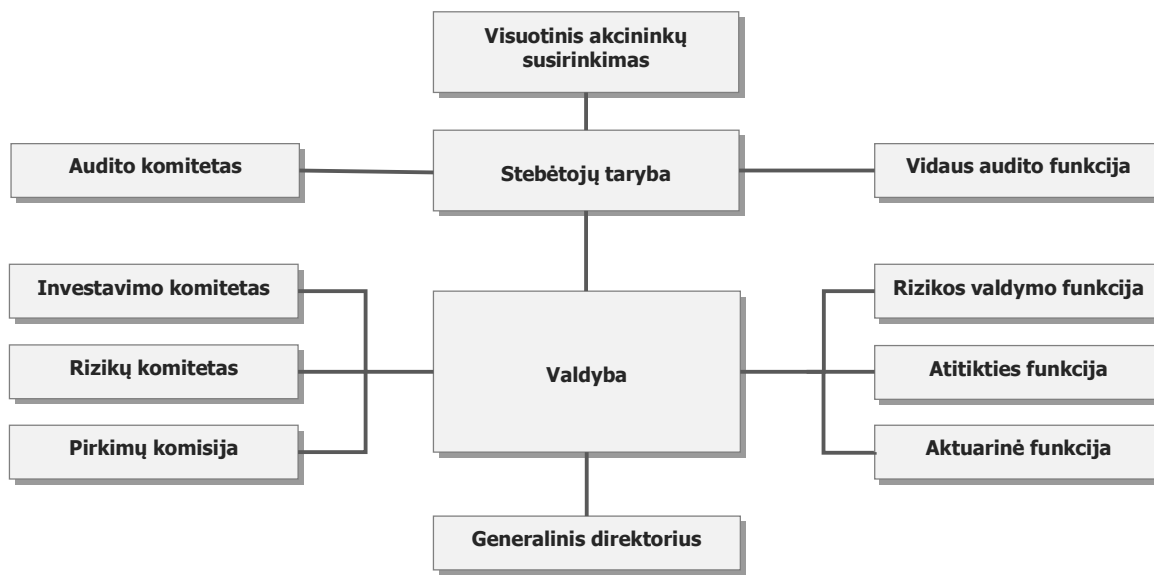 Visuotinis akcininkų
susirinkimas
Audito komitetas
Stebėtojų taryba
Vidaus audito funkcija
Investavimo komitetas
Rizikos valdymo funkcija
Rizikų komitetas
Valdyba
Atitikties funkcija
Pirkimų komisija
Aktuarinė funkcija
Generalinis direktorius